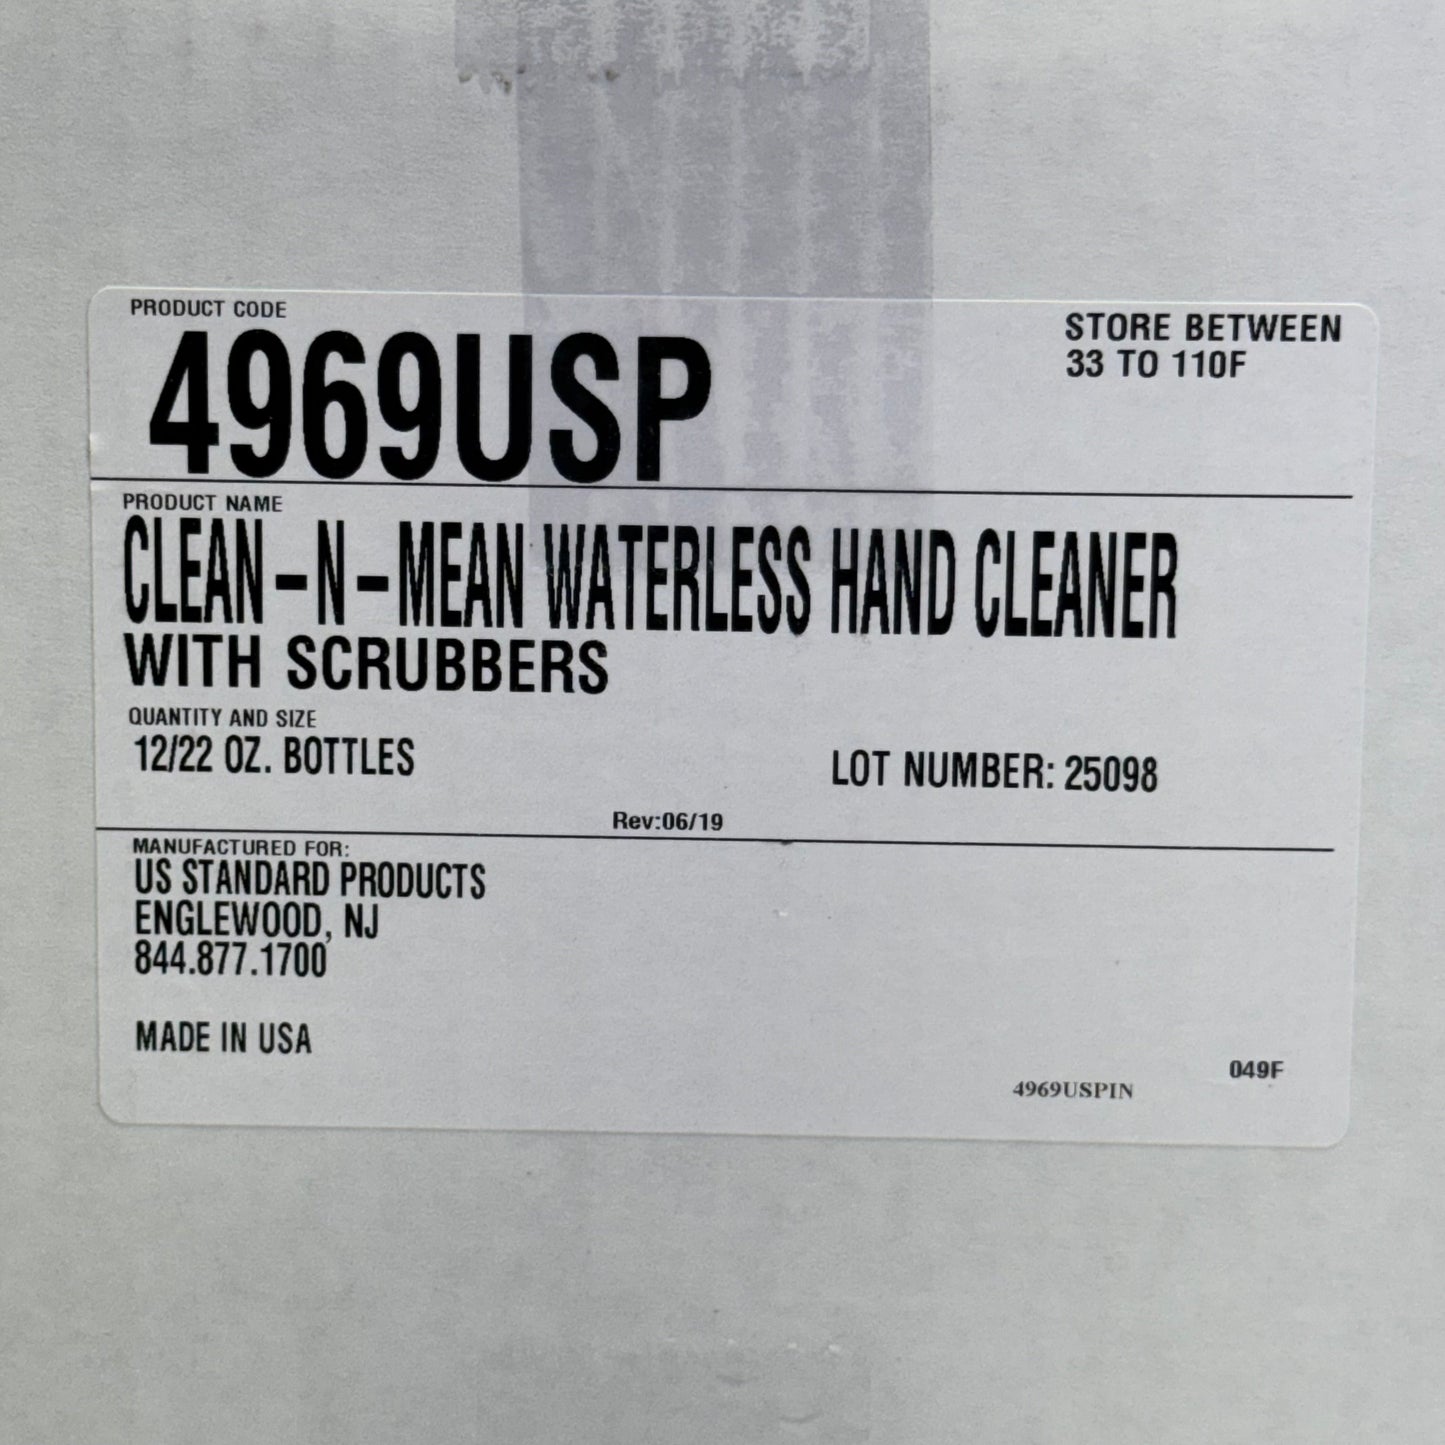 PRODUCT CODE
4969USP
STORE BETWEEN
33 TO 110F
PRODUCT NAME
CLEAN-N-MEAN WATERLESS HAND CLEANER
WITH SCRUBBERS
QUANTITY AND SIZE
12/22 OZ. BOTTLES
LOT NUMBER: 25098
Rev:06/19
MANUFACTURED FOR:
US STANDARD PRODUCTS
ENGLEWOOD, NJ
844.877.1700
MADE IN USA
049F
4969USPIN